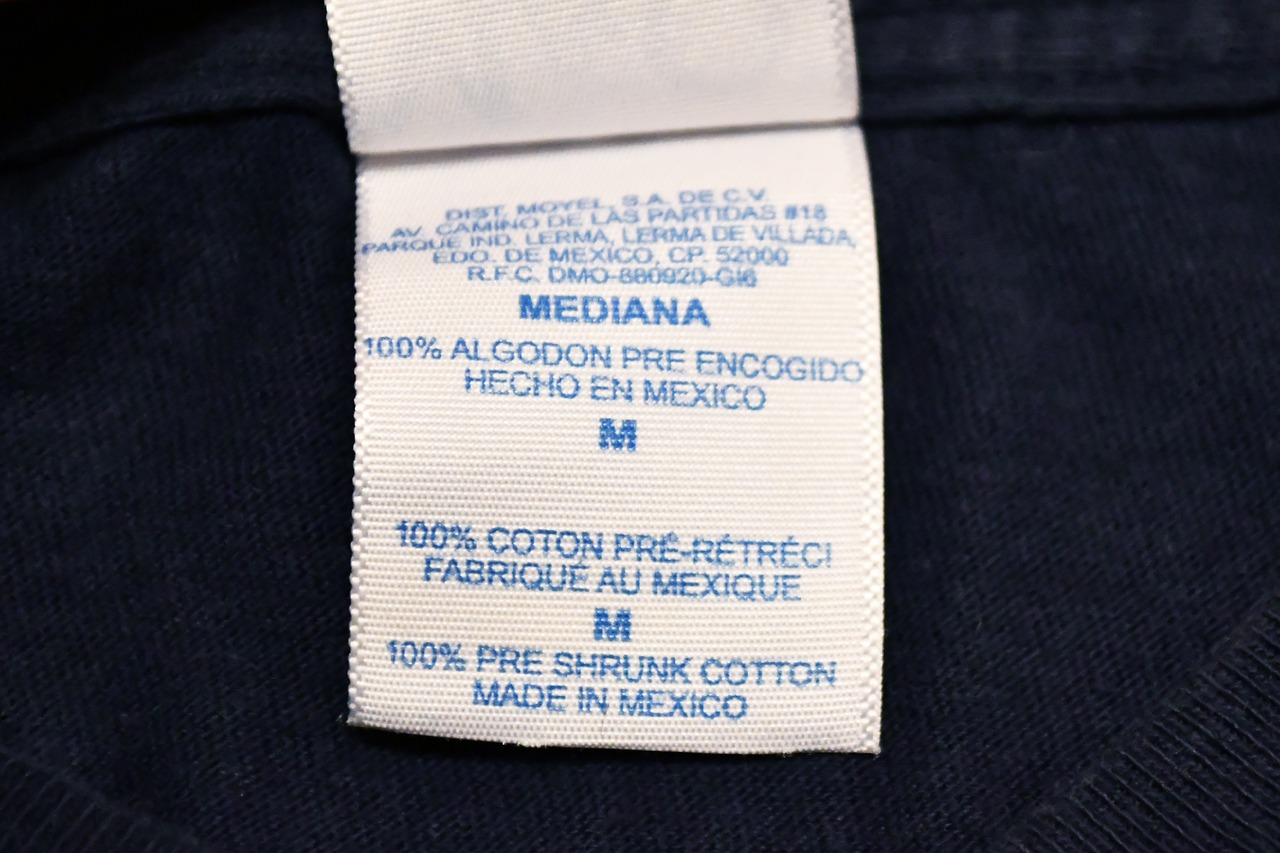 DIST. MOYEL, S.A. DE C.V.
AV. CAMINO DE LAS PARTIDAS #18
PARQUE IND. LERMA, LERMA DE VILLADA,
EDO. DE MEXICO, CP. 52000
R.F.C. DMO-880920-GI6
MEDIANA
100% ALGODON PRE ENCOGIDO
HECHO EN MEXICO
M
100% COTON PRÉ-RÉTRÉCI
FABRIQUÉ AU MEXIQUE
M
100% PRE SHRUNK COTTON
MADE IN MEXICO